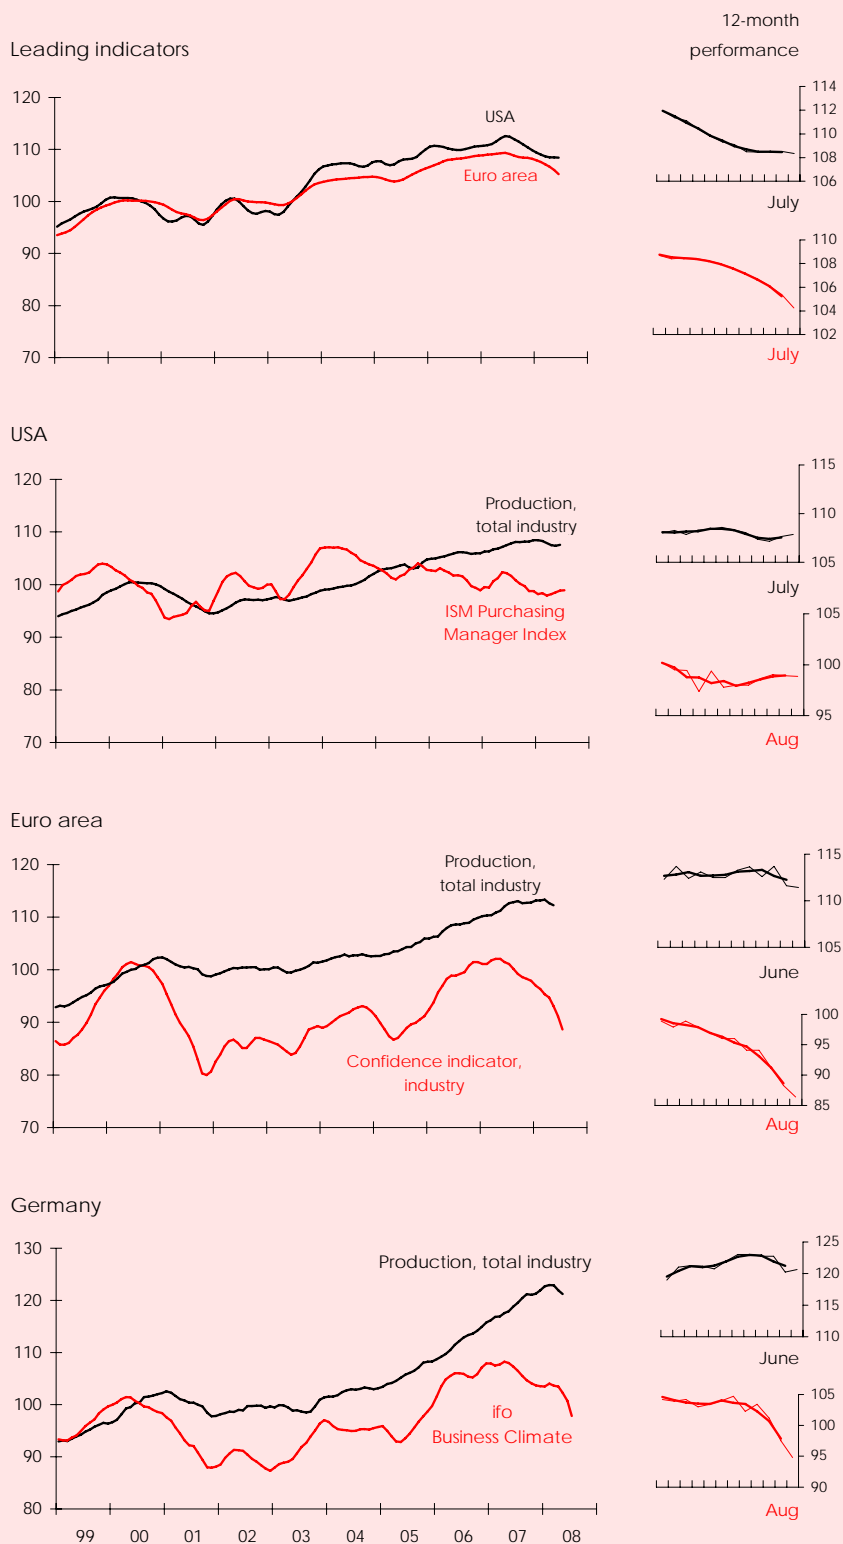 12-month
performance
Leading indicators
120
110
100
90
80
70
USA
Euro area
114
112
110
108
106
July
110
108
106
104
102
July
USA
120
110
100
90
80
70
Production,
total industry
ISM Purchasing
Manager Index
115
110
105
July
105
100
95
Aug
Euro area
120
110
100
90
80
70
Production,
total industry
Confidence indicator,
industry
115
110
105
June
100
95
90
85
Aug
Germany
130
120
110
100
90
80
Production, total industry
ifo
Business Climate
125
120
115
110
June
105
100
95
90
Aug
99 00 01 02 03 04 05 06 07 08